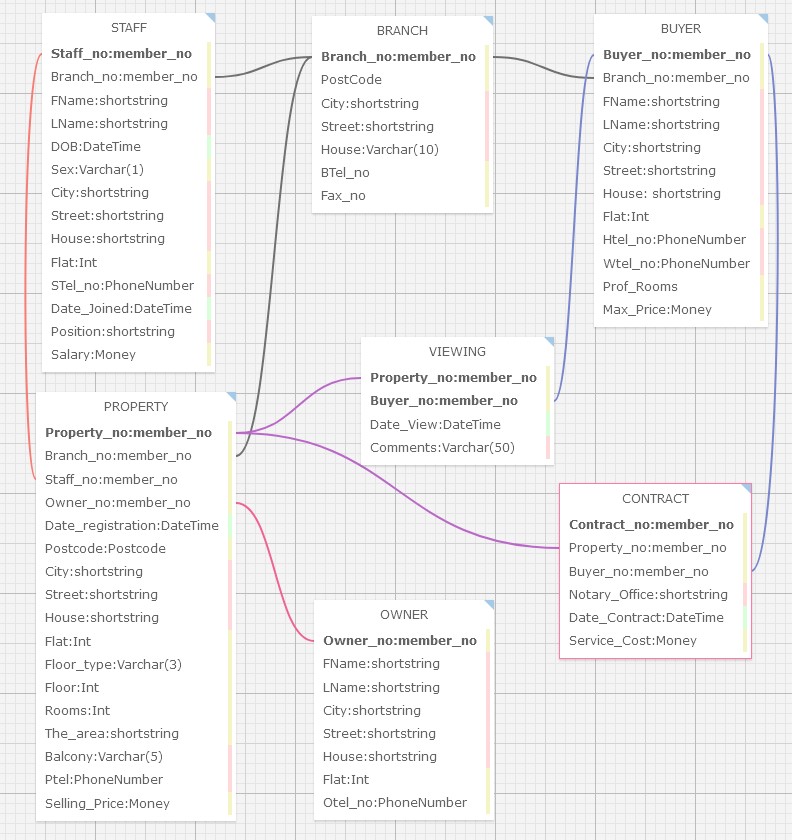 STAFF
Staff_no:member_no
Branch_no:member_no
FName:shortstring
LName:shortstring
DOB:DateTime
Sex:Varchar(1)
City:shortstring
Street:shortstring
House:shortstring
Flat:Int
STel_no:PhoneNumber
Date_Joined:DateTime
Position:shortstring
Salary:Money
BRANCH
Branch_no:member_no
PostCode
City:shortstring
Street:shortstring
House:Varchar(10)
BTel_no
Fax_no
BUYER
Buyer_no:member_no
Branch_no:member_no
FName:shortstring
LName:shortstring
City:shortstring
Street:shortstring
House: shortstring
Flat:Int
Htel_no:PhoneNumber
Wtel_no:PhoneNumber
Prof_Rooms
Max_Price:Money
VIEWING
Property_no:member_no
Buyer_no:member_no
Date_View:DateTime
Comments:Varchar(50)
PROPERTY
Property_no:member_no
Branch_no:member_no
Staff_no:member_no
Owner_no:member_no
Date_registration:DateTime
Postcode:Postcode
City:shortstring
Street:shortstring
House:shortstring
Flat:Int
Floor_type:Varchar(3)
Floor:Int
Rooms:Int
The_area:shortstring
Balcony:Varchar(5)
Ptel:PhoneNumber
Selling_Price:Money
CONTRACT
Contract_no:member_no
Property_no:member_no
Buyer_no:member_no
Notary_Office:shortstring
Date_Contract:DateTime
Service_Cost:Money
OWNER
Owner_no:member_no
FName:shortstring
LName:shortstring
City:shortstring
Street:shortstring
House:shortstring
Flat:Int
Otel_no:PhoneNumber